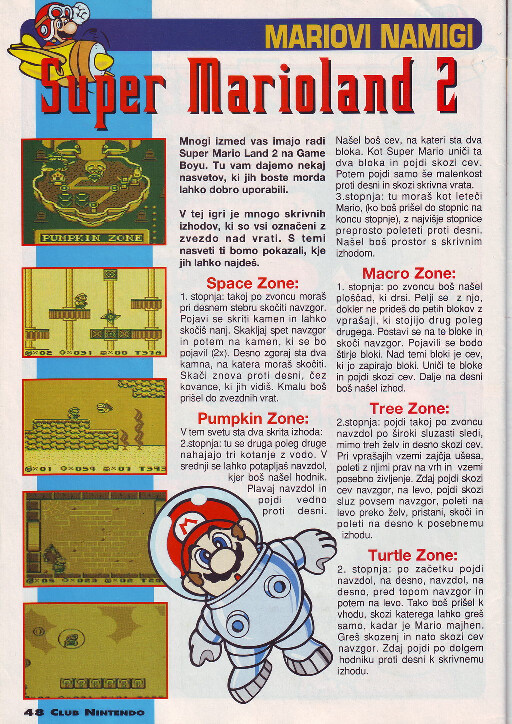 MARIOVI NAMIGI
Super Marioland 2
PUMPKIN ZONE
Mnogi izmed vas imajo radi
Super Mario Land 2 na Game
Boyu. Tu vam dajemo nekaj
nasvetov, ki jih boste morda
lahko dobro uporabili.
V tej igri je mnogo skrivnih
izhodov, ki so vsi označeni z
zvezdo nad vrati. S temi
nasveti ti bomo pokazali, kje
jih lahko najdeš.
Space Zone:
1. stopnja: takoj po zvoncu moraš
pri desnem stebru skočiti navzgor.
Pojavi se skriti kamen in lahko
skočiš nanj. Skakljaj spet navzgor
in potem na kamen, ki se bo
pojavil (2x). Desno zgoraj sta dva
kamna, na katera moraš skočiti.
Skači znova proti desni, čez
kovance, ki jih vidiš. Kmalu boš
prišel do zvezdnih vrat.
Pumpkin Zone:
V tem svetu sta dva skrita izhoda:
2.stopnja: tu se druga poleg druge
nahajajo tri kotanje z vodo. V
srednji se lahko potapljaš navzdol,
kjer boš našel hodnik.
Plavaj navzdol in
pojdi vedno
proti desni.
Našel boš cev, na kateri sta dva
bloka. Kot Super Mario uniči ta
dva bloka in pojdi skozi cev.
Potem pojdi samo še malenkost
proti desni in skozi skrivna vrata.
3.stopnja: tu moraš kot leteči
Mario, (ko boš prišel do stopnic na
koncu stopnje), z najvišje stopnice
preprosto poleteti proti desni.
Našel boš prostor s skrivnim
izhodom.
Macro Zone:
1. stopnja: po zvoncu boš našel
ploščad, ki drsi. Pelji se z njo,
dokler ne prideš do petih blokov z
vprašaji, ki stojijo drug poleg
drugega. Postavi se na te bloke in
skoči navzgor. Pojavili se bodo
štirje bloki. Nad temi bloki je cev,
ki jo zapirajo bloki. Uniči te bloke
in pojdi skozi cev. Dalje na desni
boš našel izhod.
Tree Zone:
2.stopnja: pojdi takoj po zvoncu
navzdol po široki sluzasti sledi,
mimo treh želv in desno skozi cev.
Pri vprašajih vzemi zajčja ušesa,
poleti z njimi prav na vrh in vzemi
posebno življenje. Zdaj pojdi skozi
cev navzgor, na levo, pojdi skozi
sluz povsem navzgor, poleti na
levo preko želv, pristani, skoči in
poleti na desno k posebnemu
izhodu.
Turtle Zone:
2. stopnja: po začetku pojdi
navzdol, na desno, navzdol, na
desno, pred topom navzgor in
potem na levo. Tako boš prišel k
vhodu, skozi katerega lahko greš
samo, kadar je Mario majhen.
Greš skozenj in nato skozi cev
navzgor. Zdaj pojdi po dolgem
hodniku proti desni k skrivnemu
izhodu.
48 CLUB NINTENDO